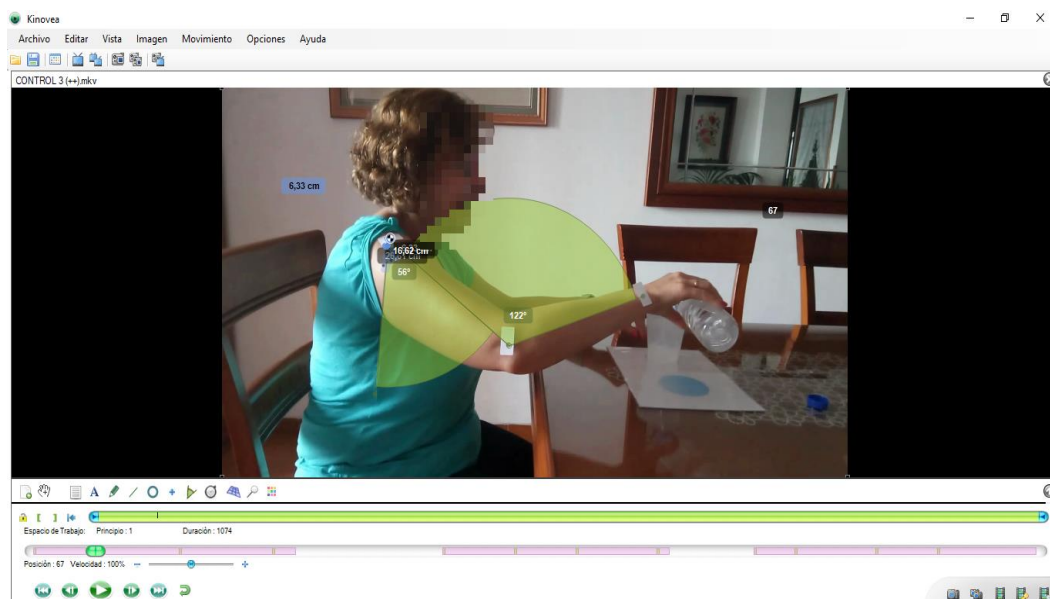 Kinovea
Archivo Editar Vista Imagen Movimiento Opciones Ayuda
CONTROL 3 (++).mkv
6,33 cm
67
16,62 cm
56°
122°
A
Espacio de Trabajo: Principio : 1 Duración : 1074
Posición : 67 Velocidad : 100%